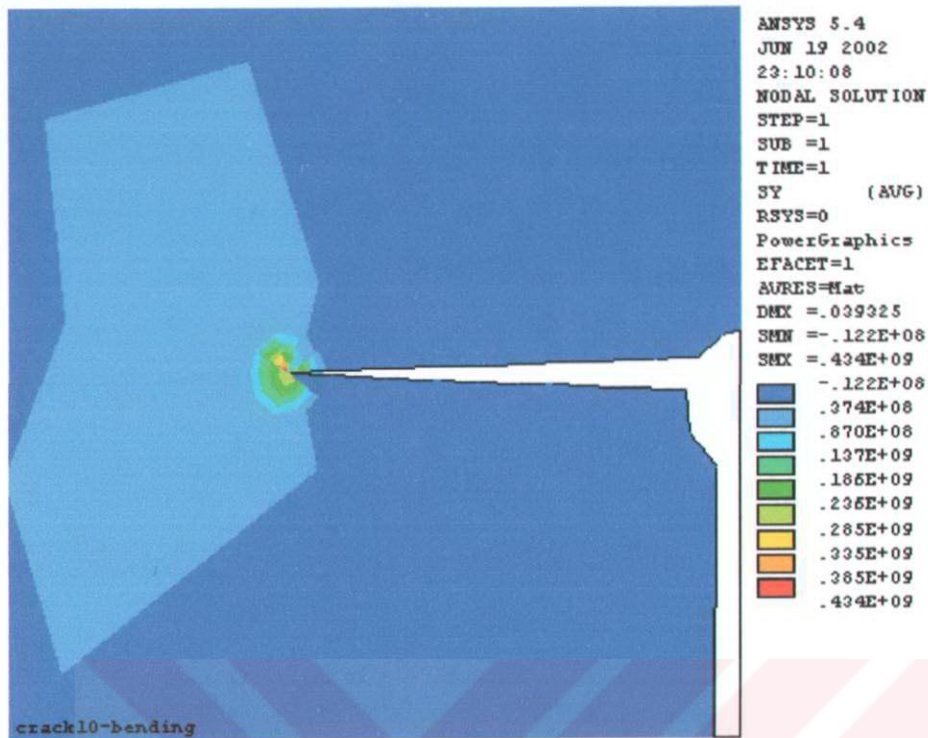 ANSYS 5.4
JUN 19 2002
23:10:08
NODAL SOLUTION
STEP=1
SUB =1
TIME=1
SY (AVG)
RSYS=0
PowerGraphics
EFACET=1
AVRES=Mat
DMX =.039325
SMN =-.122E+08
SMX =.434E+09
-.122E+08
.374E+08
.870E+08
.137E+09
.186E+09
.236E+09
.285E+09
.335E+09
.385E+09
.434E+09
crack10-bending